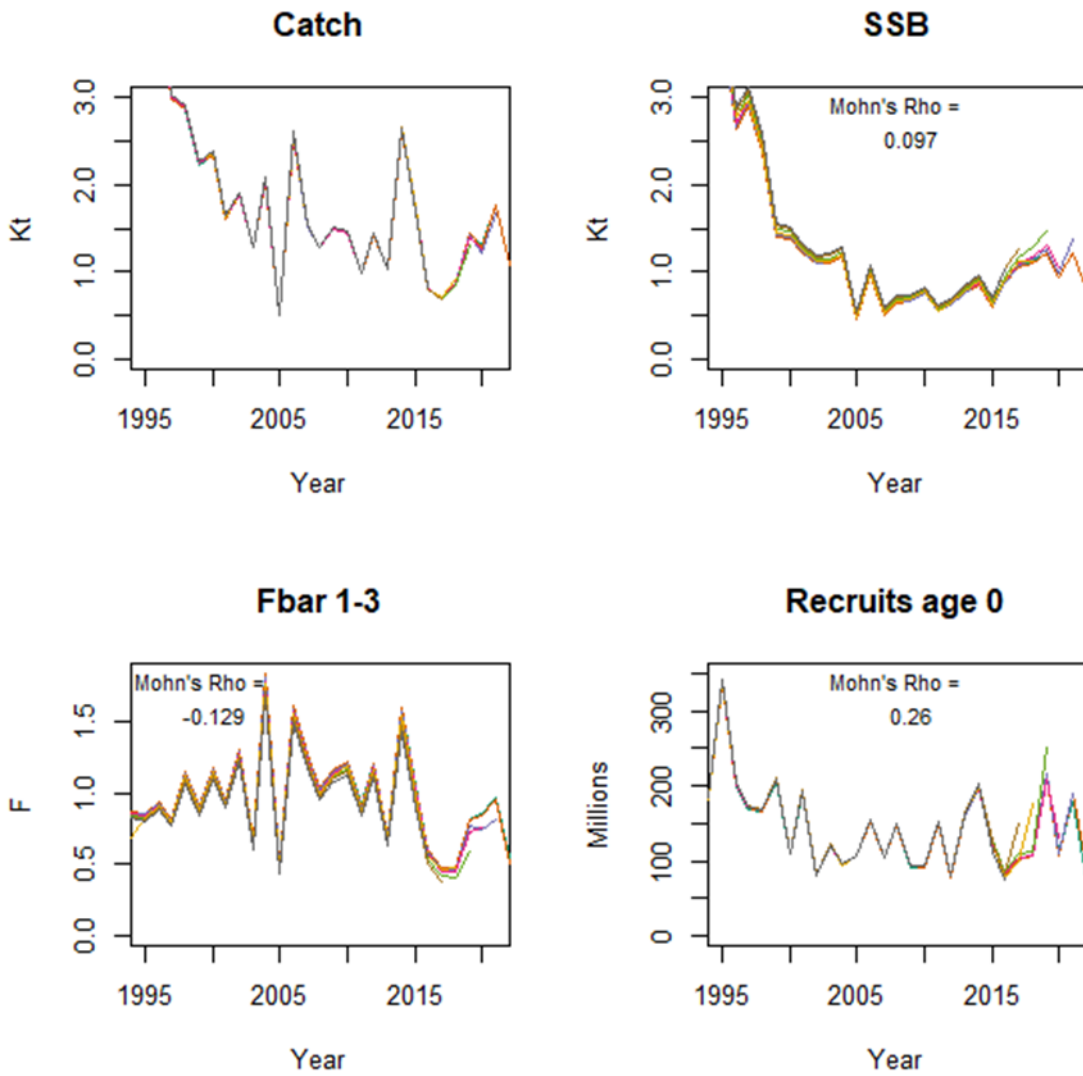 Catch
Kt
3.0
2.0
1.0
0.0
1995 2005 2015
Year
SSB
Kt
3.0
2.0
1.0
0.0
Mohn's Rho =
0.097
1995 2005 2015
Year
Fbar 1-3
F
1.5
1.0
0.5
0.0
Mohn's Rho =
-0.129
1995 2005 2015
Year
Recruits age 0
Millions
300
200
100
0
Mohn's Rho =
0.26
1995 2005 2015
Year